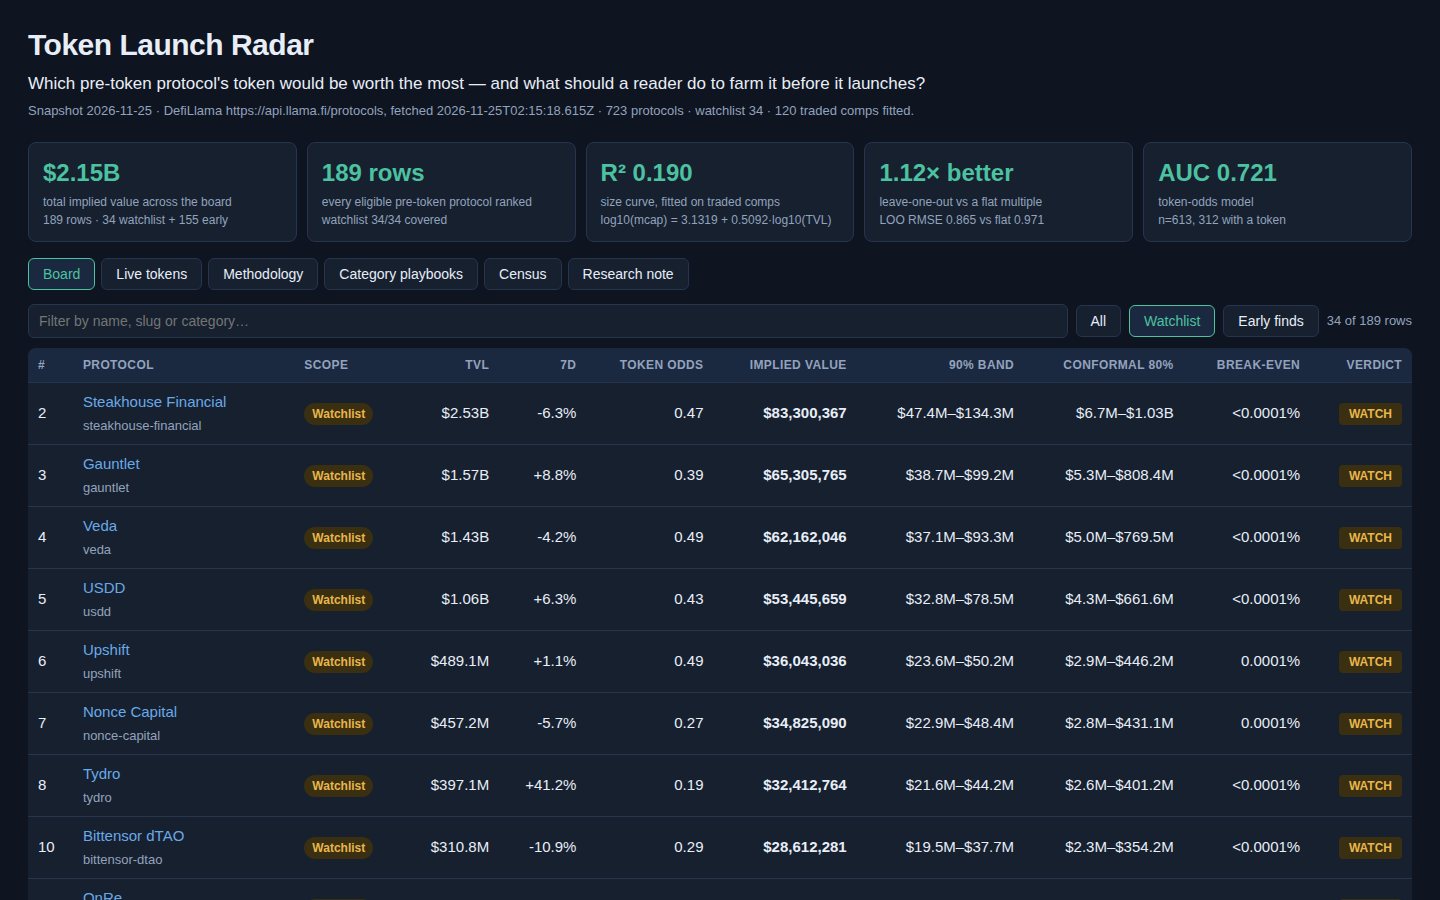 Token Launch Radar
Which pre-token protocol's token would be worth the most — and what should a reader do to farm it before it launches?
Snapshot 2026-11-25 · DefiLlama https://api.llama.fi/protocols, fetched 2026-11-25T02:15:18.615Z · 723 protocols · watchlist 34 · 120 traded comps fitted.
$2.15B
total implied value across the board
189 rows · 34 watchlist + 155 early
189 rows
every eligible pre-token protocol ranked
watchlist 34/34 covered
R² 0.190
size curve, fitted on traded comps
log10(mcap) = 3.1319 + 0.5092·log10(TVL)
1.12× better
leave-one-out vs a flat multiple
LOO RMSE 0.865 vs flat 0.971
AUC 0.721
token-odds model
n=613, 312 with a token
Board Live tokens Methodology Category playbooks Census Research note
Filter by name, slug or category… All Watchlist Early finds 34 of 189 rows
# PROTOCOL SCOPE TVL 7D TOKEN ODDS IMPLIED VALUE 90% BAND CONFORMAL 80% BREAK-EVEN VERDICT
2 Steakhouse Financial Watchlist $2.53B -6.3% 0.47 $83,300,367 $47.4M–$134.3M $6.7M–$1.03B <0.0001% WATCH
steakhouse-financial
3 Gauntlet Watchlist $1.57B +8.8% 0.39 $65,305,765 $38.7M–$99.2M $5.3M–$808.4M <0.0001% WATCH
gauntlet
4 Veda Watchlist $1.43B -4.2% 0.49 $62,162,046 $37.1M–$93.3M $5.0M–$769.5M <0.0001% WATCH
veda
5 USDD Watchlist $1.06B +6.3% 0.43 $53,445,659 $32.8M–$78.5M $4.3M–$661.6M <0.0001% WATCH
usdd
6 Upshift Watchlist $489.1M +1.1% 0.49 $36,043,036 $23.6M–$50.2M $2.9M–$446.2M 0.0001% WATCH
upshift
7 Nonce Capital Watchlist $457.2M -5.7% 0.27 $34,825,090 $22.9M–$48.4M $2.8M–$431.1M 0.0001% WATCH
nonce-capital
8 Tydro Watchlist $397.1M +41.2% 0.19 $32,412,764 $21.6M–$44.2M $2.6M–$401.2M <0.0001% WATCH
tydro
10 Bittensor dTAO Watchlist $310.8M -10.9% 0.29 $28,612,281 $19.5M–$37.7M $2.3M–$354.2M <0.0001% WATCH
bittensor-dtao
OnRe